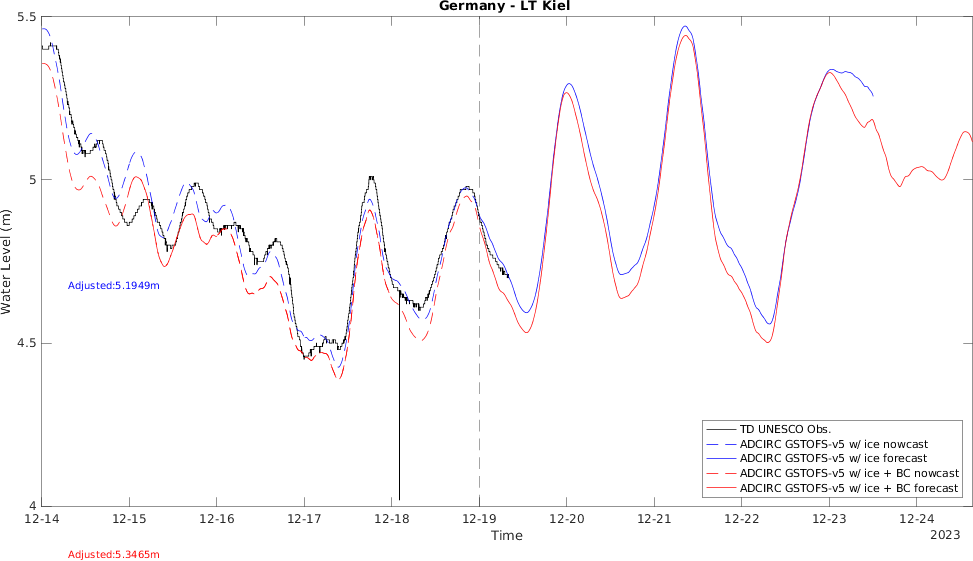 Germany - LT Kiel
5.5
5
4.5
4
Water Level (m)
Adjusted:5.1949m
TD UNESCO Obs.
ADCIRC GSTOFS-v5 w/ ice nowcast
ADCIRC GSTOFS-v5 w/ ice forecast
ADCIRC GSTOFS-v5 w/ ice + BC nowcast
ADCIRC GSTOFS-v5 w/ ice + BC forecast
12-14 12-15 12-16 12-17 12-18 12-19 12-20 12-21 12-22 12-23 12-24
Time
2023
Adjusted:5.3465m